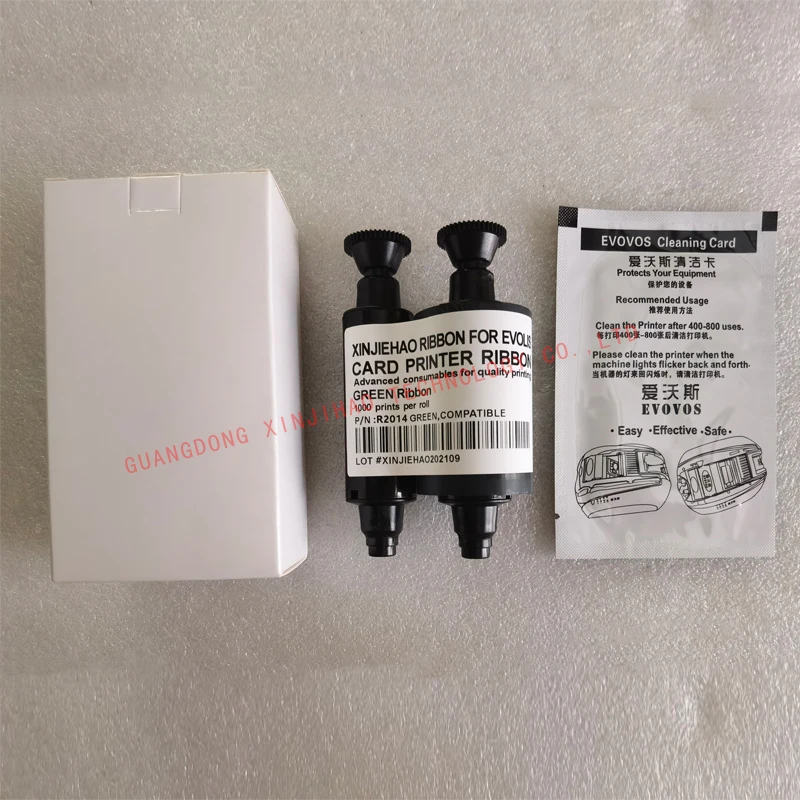 XINJIEHAO RIBBON FOR EVOLIS
CARD PRINTER RIBBON
Advanced consumables for quality printing
GREEN Ribbon
1000 prints per roll
P/N :R2014 GREEN,COMPATIBLE
LOT #XINJIEHAO202109
EVOVOS Cleaning Card
爱沃斯清洁卡
Protects Your Equipment
保护您的设备
Recommended Usage
推荐使用方法
Clean the Printer after 400-800 uses.
每打印400张-800张后清洁打印机。
Please clean the printer when the
machine lights flicker back and forth.
当机器的灯来回闪烁时，请清洁打印机。
爱沃斯
EVOVOS
· Easy ·Effective ·Safe·
GUANGDONG XINJIHAO TECHNOLOGY CO. LTD